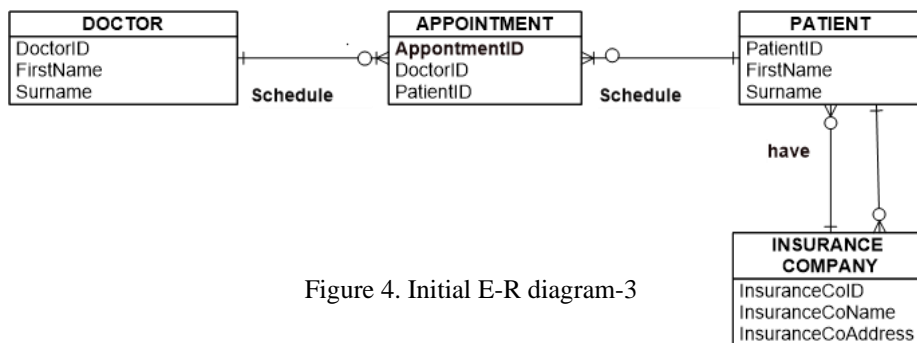 DOCTOR
DoctorID
FirstName
Surname
Schedule
APPOINTMENT
AppontmentID
DoctorID
PatientID
Schedule
PATIENT
PatientID
FirstName
Surname
have
INSURANCE
COMPANY
InsuranceCoID
InsuranceCoName
InsuranceCoAddress
Figure 4. Initial E-R diagram-3